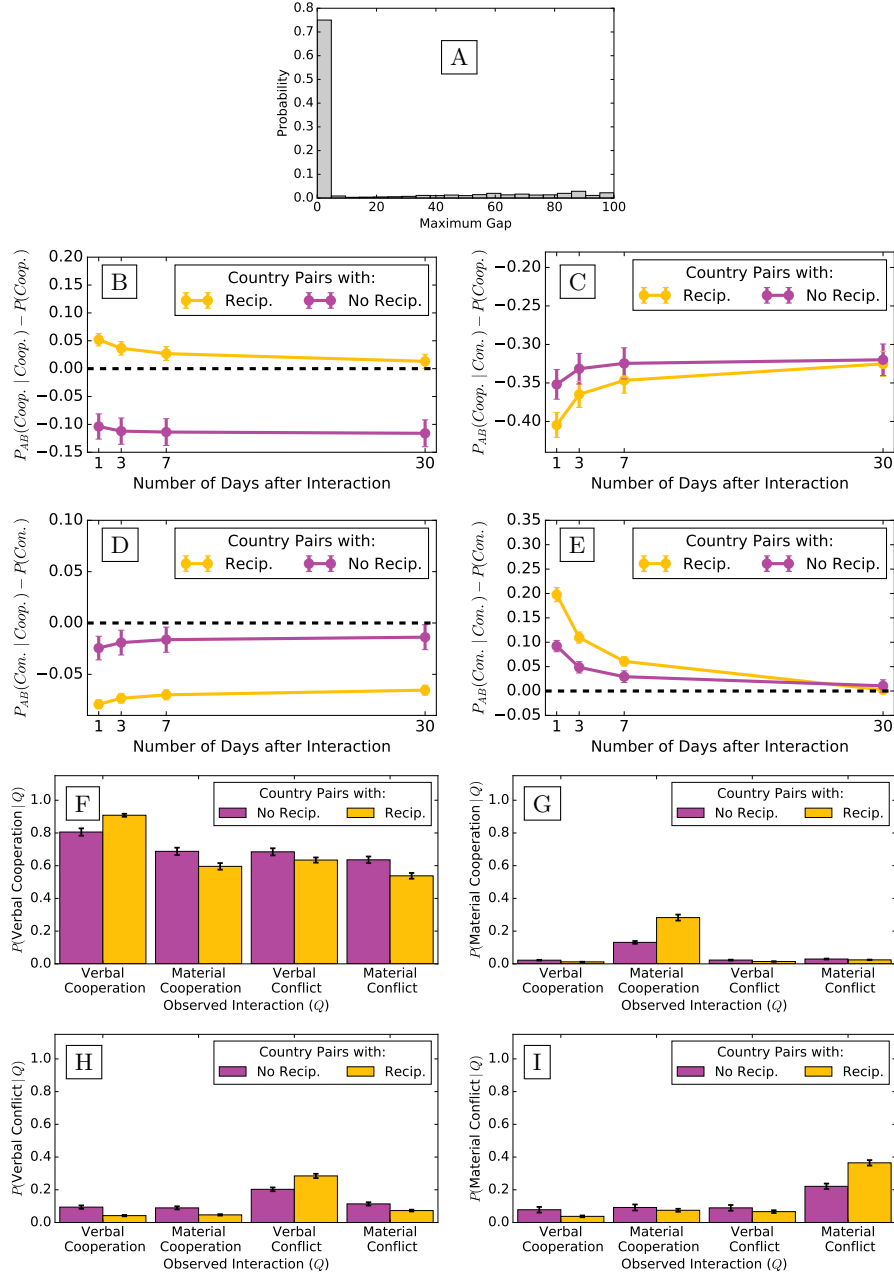 A
Probability
0.8
0.7
0.6
0.5
0.4
0.3
0.2
0.1
0.0
0 20 40 60 80 100
Maximum Gap
B
Country Pairs with:
Recip. No Recip.
P_AB(Coop. | Coop.) − P(Coop.)
0.20
0.15
0.10
0.05
0.00
−0.05
−0.10
−0.15
1 3 7 30
Number of Days after Interaction
C
Country Pairs with:
Recip. No Recip.
P_AB(Coop. | Con.) − P(Coop.)
−0.20
−0.25
−0.30
−0.35
−0.40
1 3 7 30
Number of Days after Interaction
D
Country Pairs with:
Recip. No Recip.
P_AB(Con. | Coop.) − P(Con.)
0.10
0.05
0.00
−0.05
1 3 7 30
Number of Days after Interaction
E
Country Pairs with:
Recip. No Recip.
P_AB(Con. | Con.) − P(Con.)
0.35
0.30
0.25
0.20
0.15
0.10
0.05
0.00
−0.05
1 3 7 30
Number of Days after Interaction
F
Country Pairs with:
No Recip. Recip.
P(Verbal Cooperation | Q)
1.0
0.8
0.6
0.4
0.2
0.0
Verbal Material Verbal Material
Cooperation Cooperation Conflict Conflict
Observed Interaction (Q)
G
Country Pairs with:
No Recip. Recip.
P(Material Cooperation | Q)
1.0
0.8
0.6
0.4
0.2
0.0
Verbal Material Verbal Material
Cooperation Cooperation Conflict Conflict
Observed Interaction (Q)
H
Country Pairs with:
No Recip. Recip.
P(Verbal Conflict | Q)
1.0
0.8
0.6
0.4
0.2
0.0
Verbal Material Verbal Material
Cooperation Cooperation Conflict Conflict
Observed Interaction (Q)
I
Country Pairs with:
No Recip. Recip.
P(Material Conflict | Q)
1.0
0.8
0.6
0.4
0.2
0.0
Verbal Material Verbal Material
Cooperation Cooperation Conflict Conflict
Observed Interaction (Q)